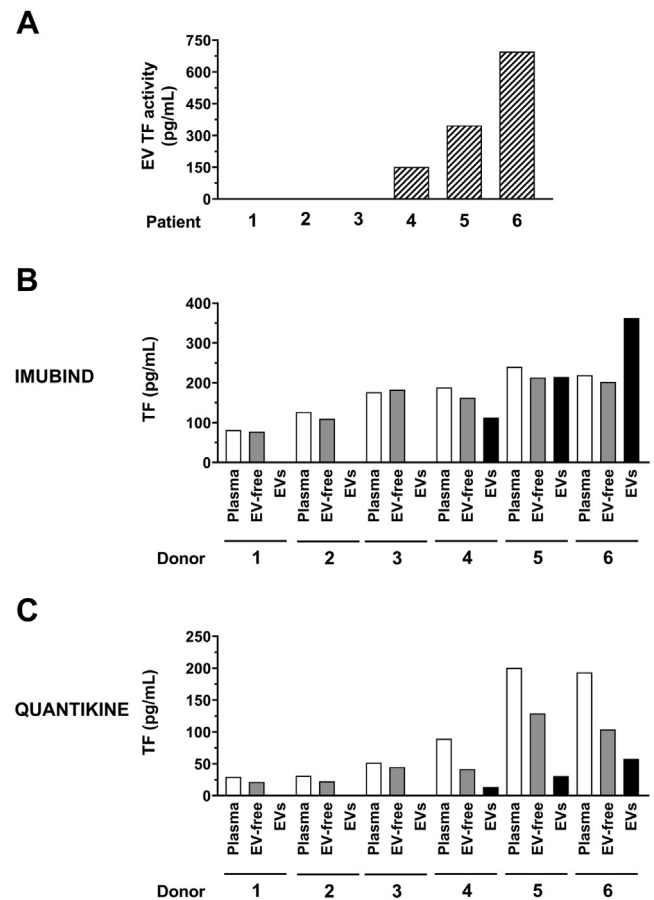 A
EV TF activity
(pg/mL)
750
600
450
300
150
0
Patient 1 2 3 4 5 6
B
IMUBIND
TF (pg/mL)
400
300
200
100
0
Plasma EV-free EVs Plasma EV-free EVs Plasma EV-free EVs Plasma EV-free EVs Plasma EV-free EVs Plasma EV-free EVs
Donor 1 2 3 4 5 6
C
QUANTIKINE
TF (pg/mL)
250
200
150
100
50
0
Plasma EV-free EVs Plasma EV-free EVs Plasma EV-free EVs Plasma EV-free EVs Plasma EV-free EVs Plasma EV-free EVs
Donor 1 2 3 4 5 6